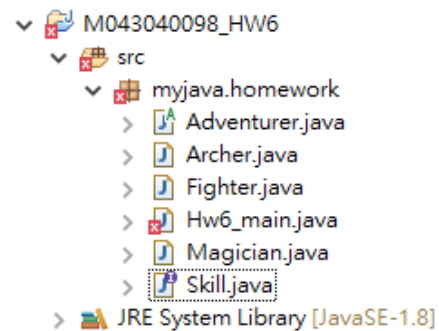 M043040098_HW6
src
myjava.homework
Adventurer.java
Archer.java
Fighter.java
Hw6_main.java
Magician.java
Skill.java
JRE System Library [JavaSE-1.8]